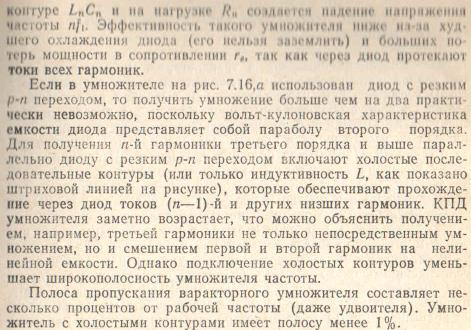 контуре LₙCₙ и на нагрузке Rₙ создается падение напряжения
частоты nf₁. Эффективность такого умножителя ниже из-за худ-
шего охлаждения диода (его нельзя заземлить) и больших по-
терь мощности в сопротивлении rₐ, так как через диод протекают
токи всех гармоник.
Если в умножителе на рис. 7.16,а использован диод с резким
p-n переходом, то получить умножение больше чем на два практи-
чески невозможно, поскольку вольт-кулоновская характеристика
емкости диода представляет собой параболу второго порядка.
Для получения n-й гармоники третьего порядка и выше парал-
лельно диоду с резким p-n переходом включают холостые после-
довательные контуры (или только индуктивность L, как показано
штриховой линией на рисунке), которые обеспечивают прохожде-
ние через диод токов (n—1)-й и других низших гармоник. КПД
умножителя заметно возрастает, что можно объяснить получени-
ем, например, третьей гармоники не только непосредственным ум-
ножением, но и смешением первой и второй гармоник на нели-
нейной емкости. Однако подключение холостых контуров умень-
шает широкополосность умножителя частоты.
Полоса пропускания варакторного умножителя составляет не-
сколько процентов от рабочей частоты (даже удвоителя). Умно-
житель с холостыми контурами имеет полосу менее 1%.